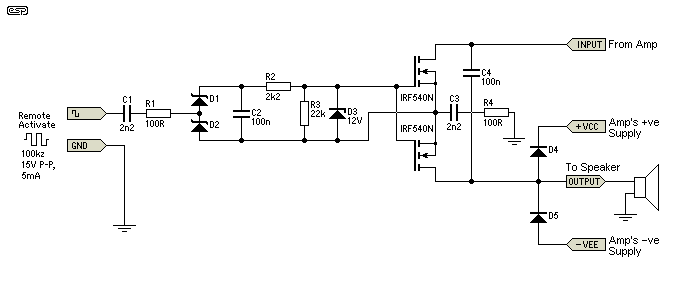 esp
INPUT From Amp
R2
2k2
C1
2n2
R1
100R
D1
D2
C2
100n
R3
22k
D3
12V
IRF540N
IRF540N
C4
100n
C3
2n2
R4
100R
Remote
Activate
100kz
15V P-P,
5mA
GND
+VCC
Amp's +ve
Supply
D4
To Speaker
OUTPUT
D5
-VEE
Amp's -ve
Supply